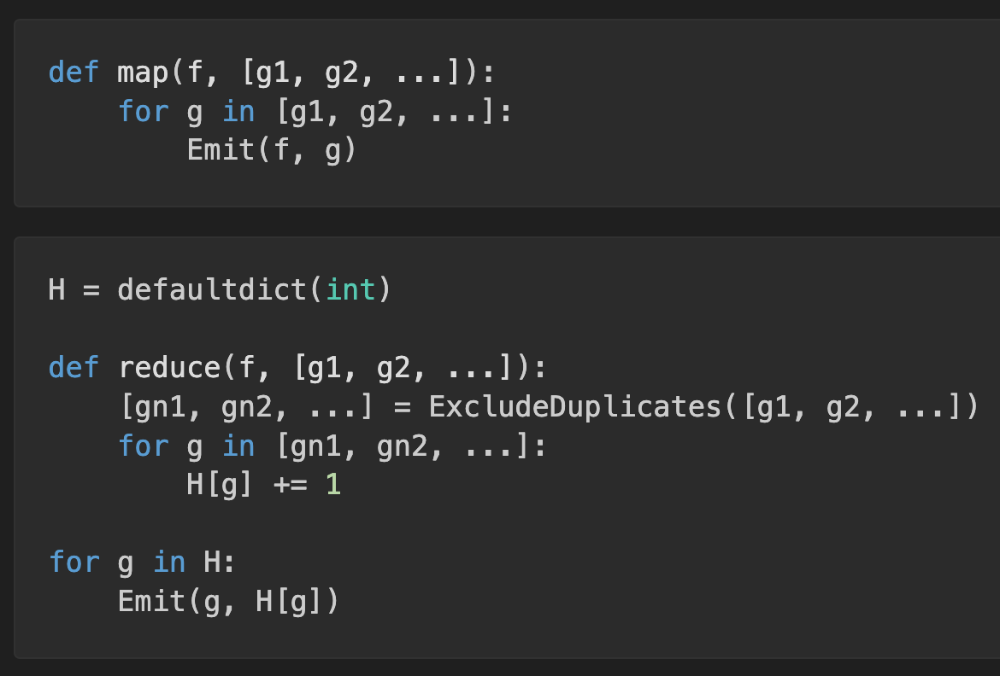 def map(f, [g1, g2, ...]):
    for g in [g1, g2, ...]:
        Emit(f, g)
H = defaultdict(int)
def reduce(f, [g1, g2, ...]):
    [gn1, gn2, ...] = ExcludeDuplicates([g1, g2, ...])
    for g in [gn1, gn2, ...]:
        H[g] += 1
for g in H:
    Emit(g, H[g])